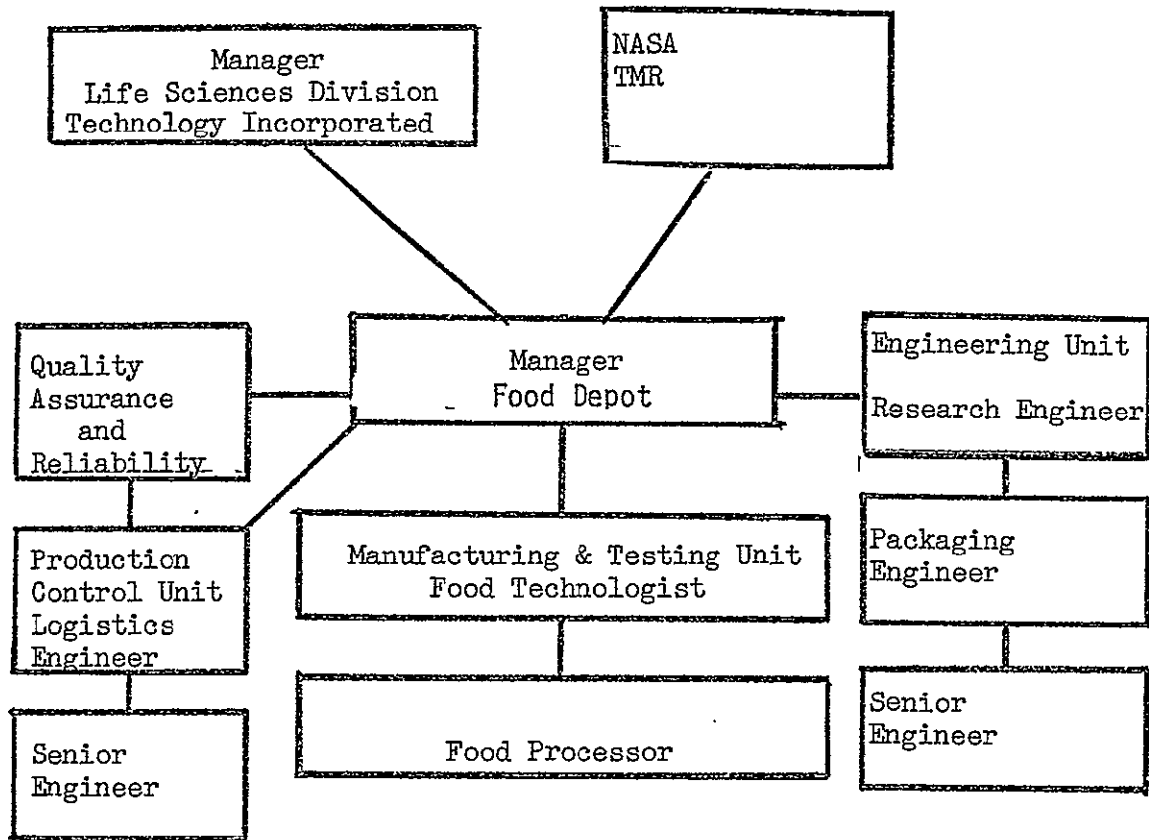 Manager
Life Sciences Division
Technology Incorporated
NASA
TMR
Quality
Assurance
and
Reliability
Manager
Food Depot
Engineering Unit
Research Engineer
Production
Control Unit
Logistics
Engineer
Manufacturing & Testing Unit
Food Technologist
Packaging
Engineer
Senior
Engineer
Food Processor
Senior
Engineer